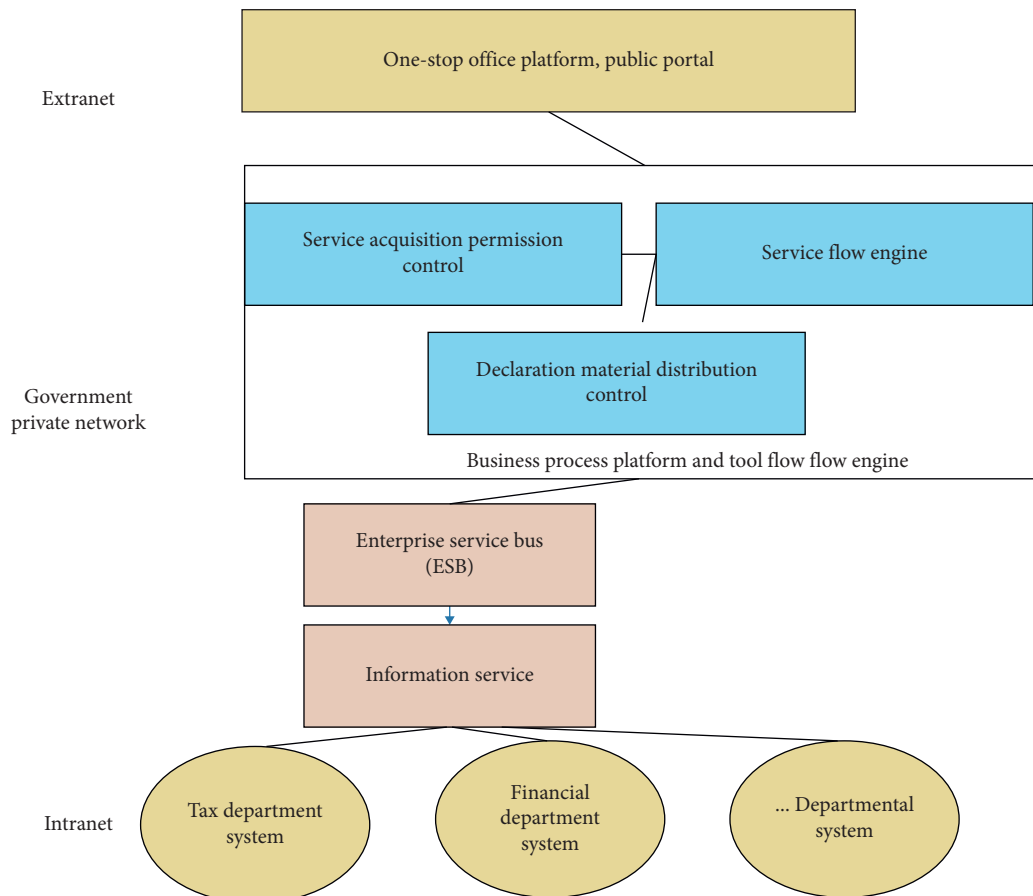 One-stop office platform, public portal
Extranet
Service acquisition permission
control
Service flow engine
Declaration material distribution
control
Government
private network
Business process platform and tool flow flow engine
Enterprise service bus
(ESB)
Information service
Tax department
system
Financial
department
system
... Departmental
system
Intranet